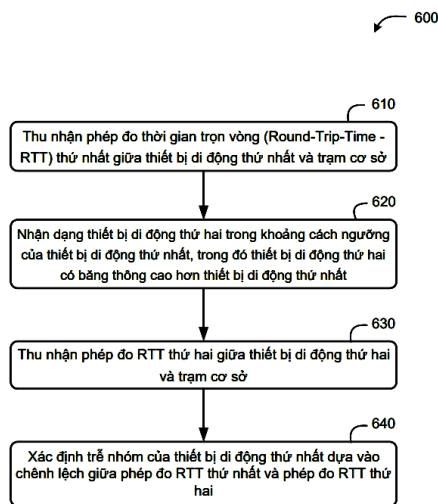 600
610
Thu nhận phép đo thời gian trọn vòng (Round-Trip-Time -
RTT) thứ nhất giữa thiết bị di động thứ nhất và trạm cơ sở
620
Nhận dạng thiết bị di động thứ hai trong khoảng cách ngưỡng
của thiết bị di động thứ nhất, trong đó thiết bị di động thứ hai
có băng thông cao hơn thiết bị di động thứ nhất
630
Thu nhận phép đo RTT thứ hai giữa thiết bị di động thứ hai
và trạm cơ sở
640
Xác định trễ nhóm của thiết bị di động thứ nhất dựa vào
chênh lệch giữa phép đo RTT thứ nhất và phép đo RTT thứ
hai